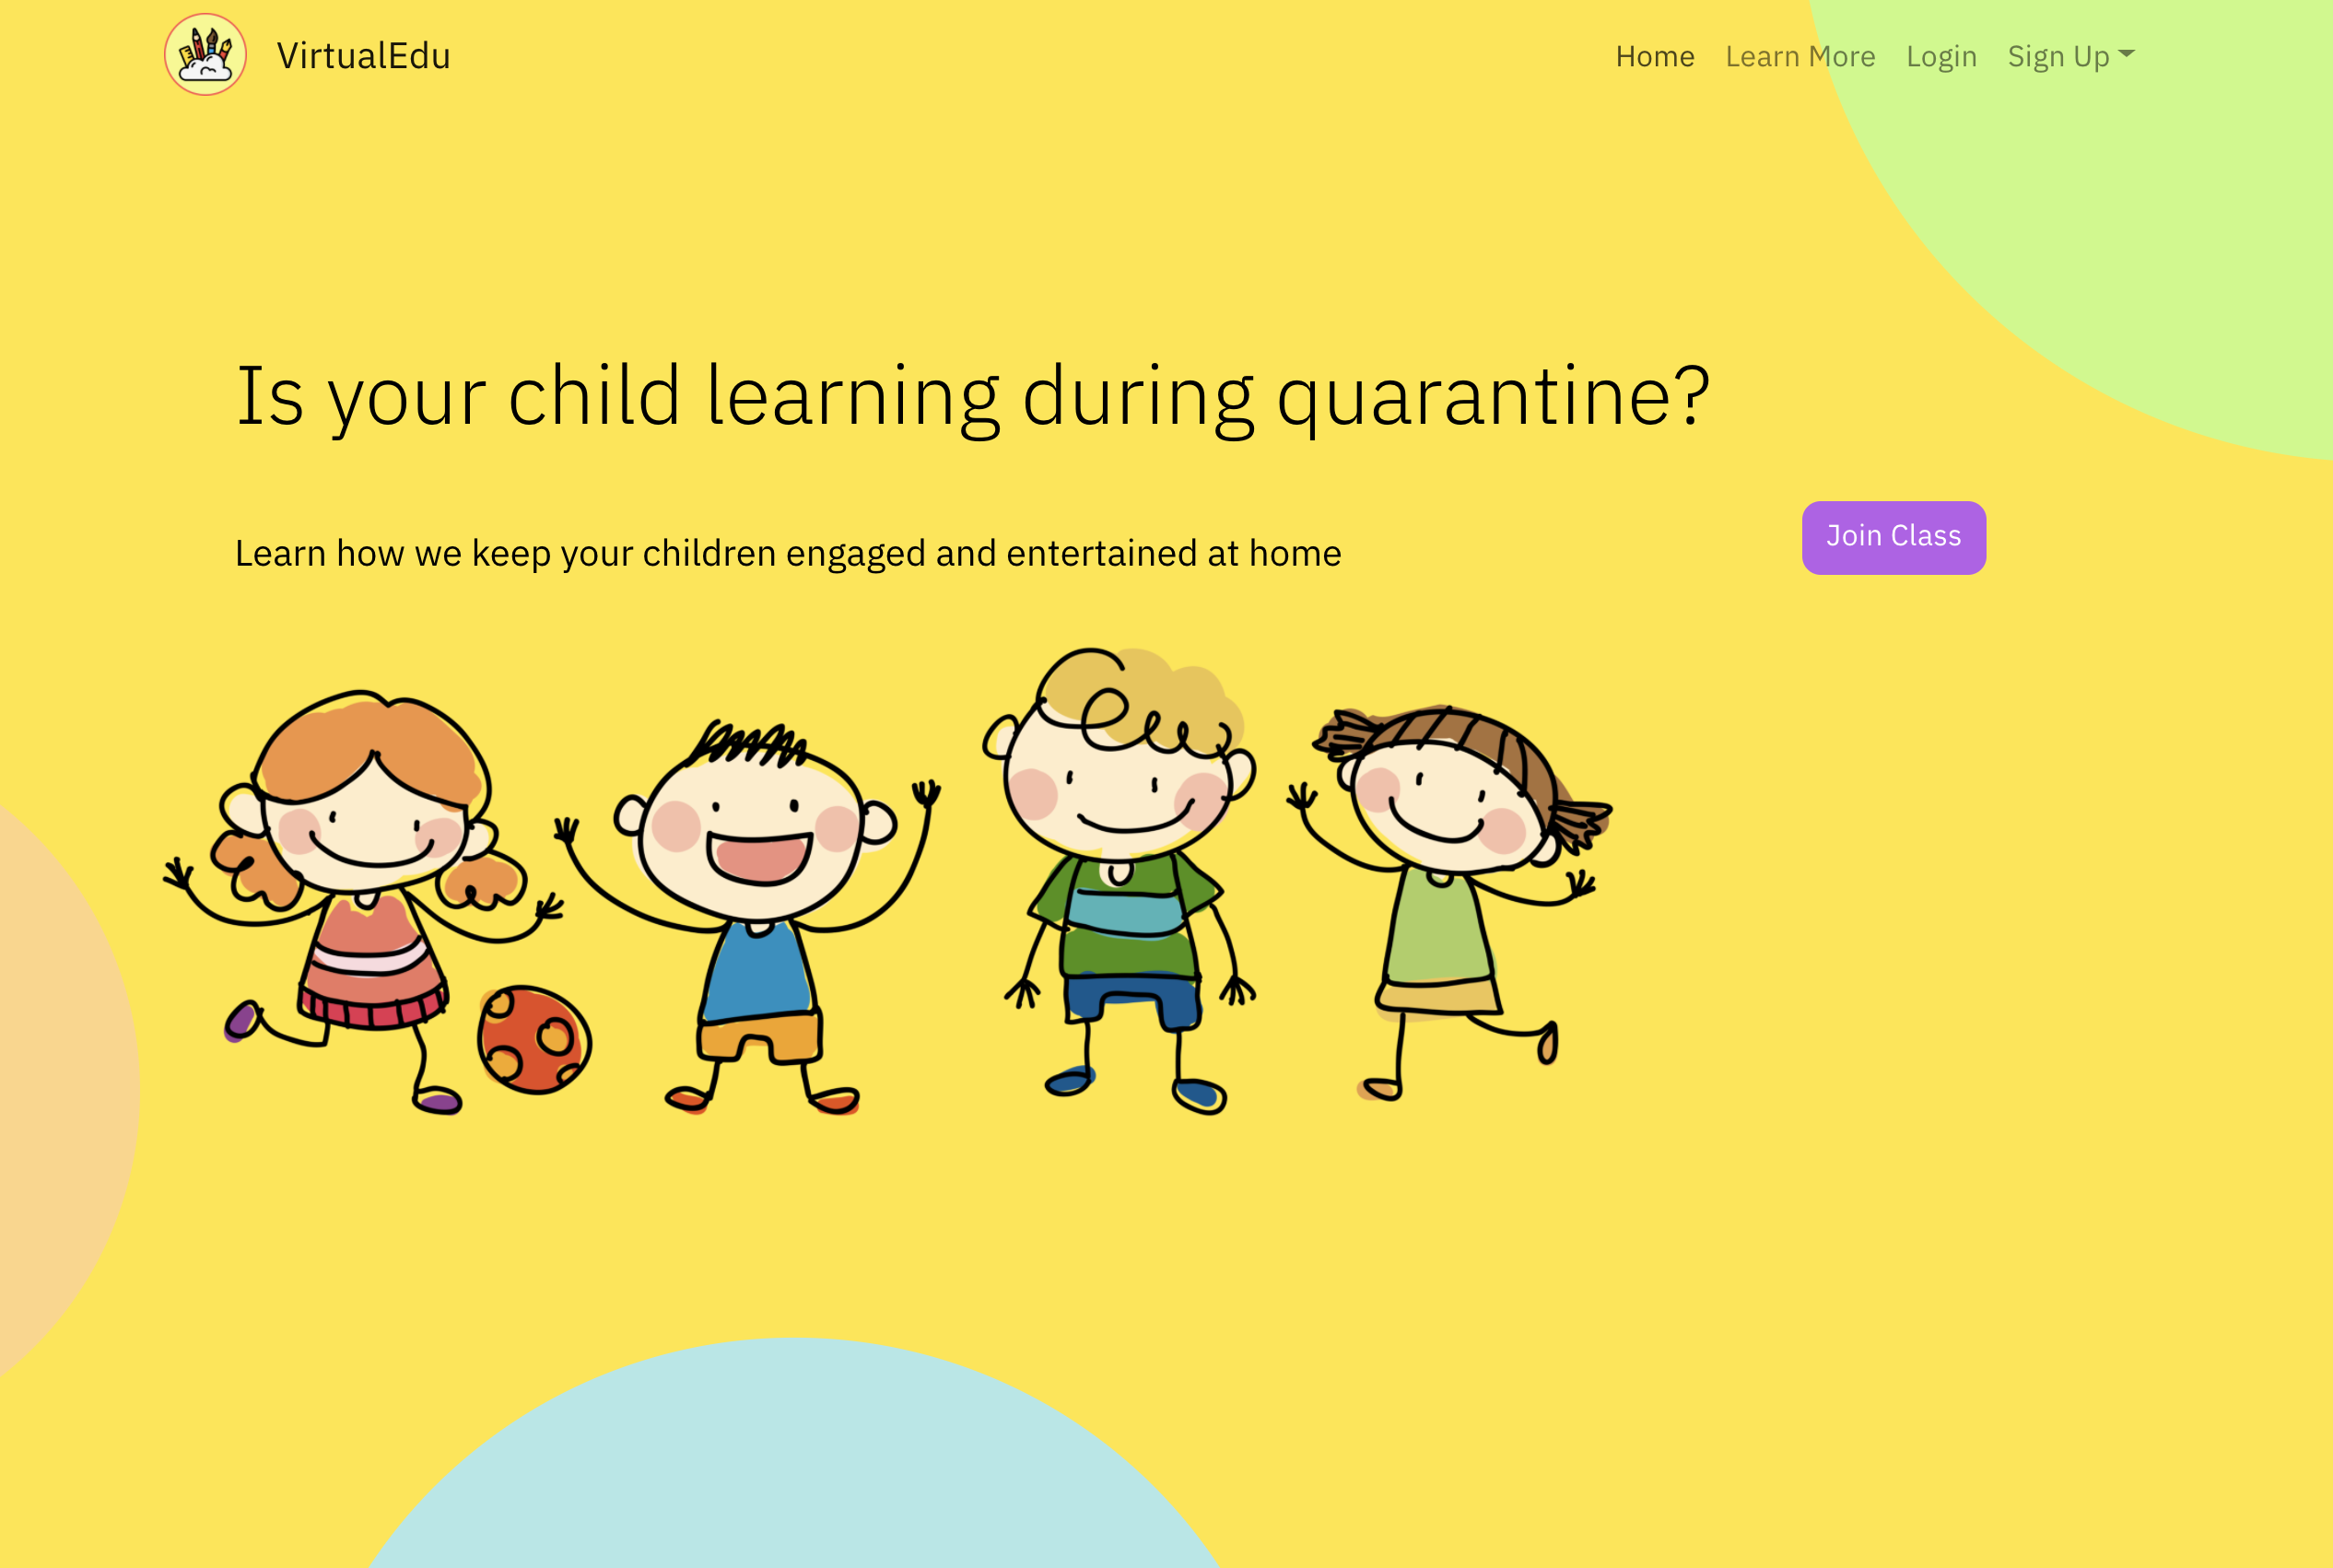 VirtualEdu
Home Learn More Login Sign Up
Is your child learning during quarantine?
Learn how we keep your children engaged and entertained at home
Join Class